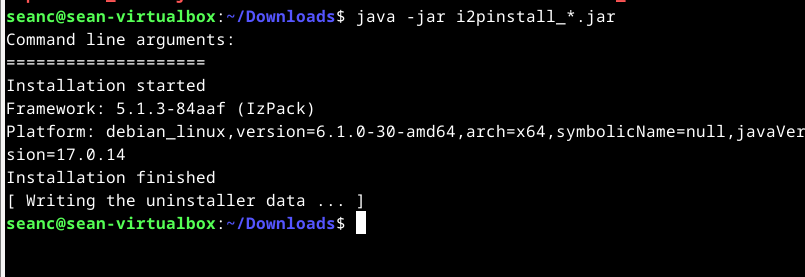 seanc@sean-virtualbox:~/Downloads$ java -jar i2pinstall_*.jar
Command line arguments:
====================
Installation started
Framework: 5.1.3-84aaf (IzPack)
Platform: debian_linux,version=6.1.0-30-amd64,arch=x64,symbolicName=null,javaVer
sion=17.0.14
Installation finished
[ Writing the uninstaller data ... ]
seanc@sean-virtualbox:~/Downloads$